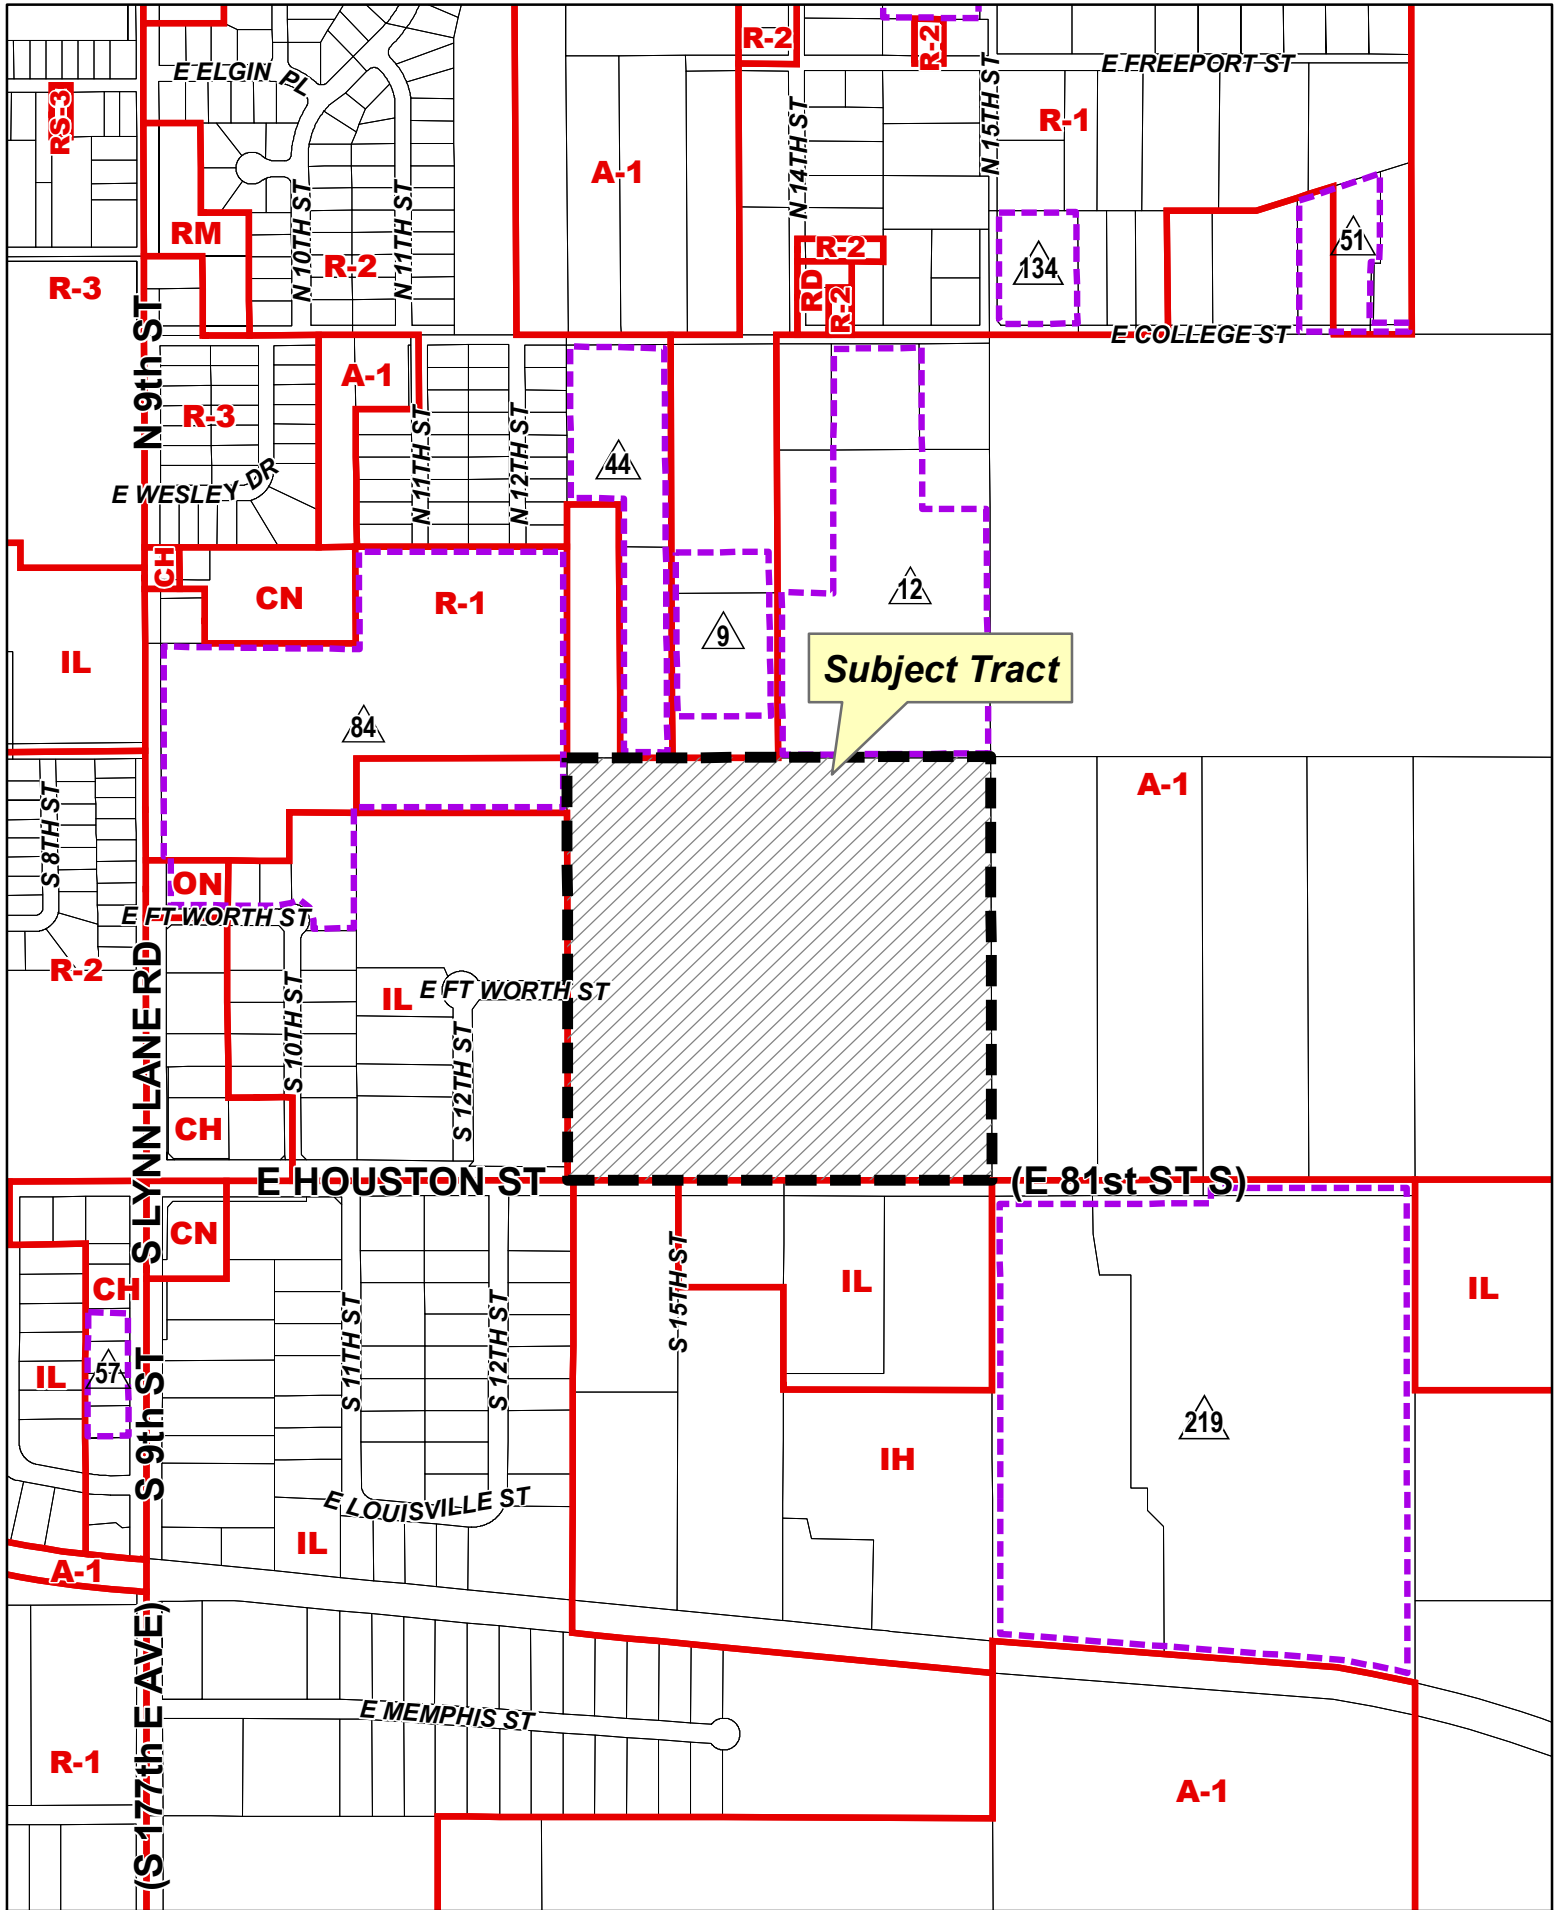 R-2
R-2
E FREEPORT ST
E ELGIN PL
RS-3
N 15TH ST
R-1
N 14TH ST
A-1
N 10TH ST
N 11TH ST
RM
R-2
R-2
51
134
R-3
RD
R-2
N 9th ST
E COLLEGE ST
A-1
R-3
44
N 11TH ST
N 12TH ST
E WESLEY DR
CH
CN
R-1
12
9
IL
Subject Tract
84
A-1
S 8TH ST
ON
E FT WORTH ST
R-2
IL
E FT WORTH ST
S LYNN LANE RD
S 10TH ST
S 12TH ST
CH
E HOUSTON ST
(E 81st ST S)
CN
CH
S 15TH ST
IL
IL
IL
57
S 11TH ST
S 12TH ST
S 9th ST
219
IH
E LOUISVILLE ST
IL
A-1
E MEMPHIS ST
R-1
(S 177th E AVE)
A-1